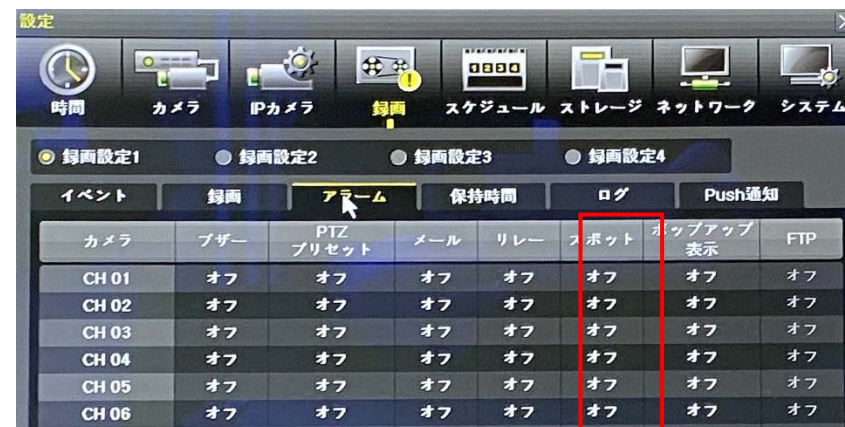 設定
時間 カメラ IPカメラ 録画 スケジュール ストレージ ネットワーク システム
1234
録画設定1 録画設定2 録画設定3 録画設定4
イベント 録画 アラーム 保持時間 ログ Push通知
カメラ ブザー PTZ プリセット メール リレー スポット ポップアップ 表示 FTP
CH 01 オフ オフ オフ オフ オフ オフ オフ
CH 02 オフ オフ オフ オフ オフ オフ オフ
CH 03 オフ オフ オフ オフ オフ オフ オフ
CH 04 オフ オフ オフ オフ オフ オフ オフ
CH 05 オフ オフ オフ オフ オフ オフ オフ
CH 06 オフ オフ オフ オフ オフ オフ オフ